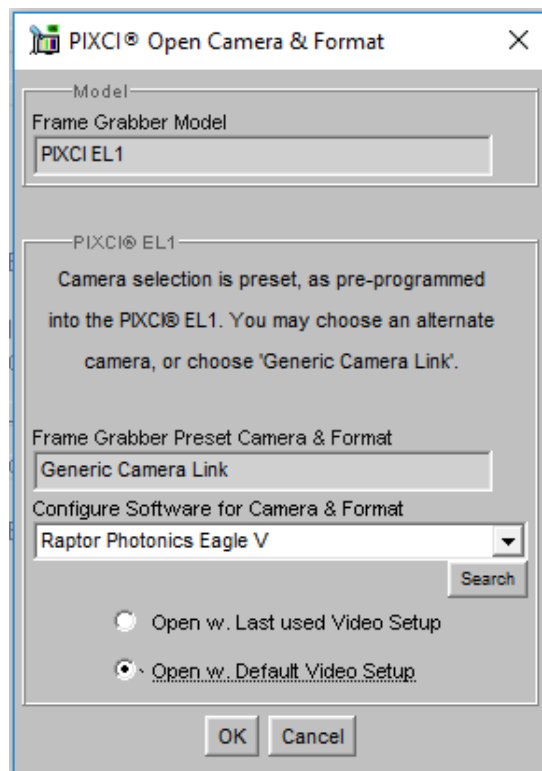 PIXCI® Open Camera & Format
Model
Frame Grabber Model
PIXCI EL1
PIXCI® EL1
Camera selection is preset, as pre-programmed
into the PIXCI® EL1. You may choose an alternate
camera, or choose 'Generic Camera Link'.
Frame Grabber Preset Camera & Format
Generic Camera Link
Configure Software for Camera & Format
Raptor Photonics Eagle V
Search
Open w. Last used Video Setup
Open w. Default Video Setup
OK Cancel